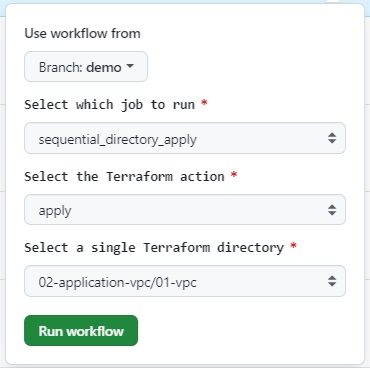 Use workflow from
Branch: demo
Select which job to run *
sequential_directory_apply
Select the Terraform action *
apply
Select a single Terraform directory *
02-application-vpc/01-vpc
Run workflow